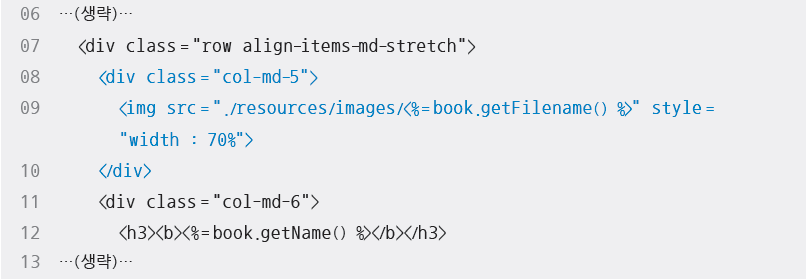 06 …(생략)…
07 <div class="row align-items-md-stretch">
08 <div class="col-md-5">
09 <img src="./resources/images/<%=book.getFilename() %>" style=
"width : 70%">
10 </div>
11 <div class="col-md-6">
12 <h3><b><%=book.getName() %></b></h3>
13 …(생략)…